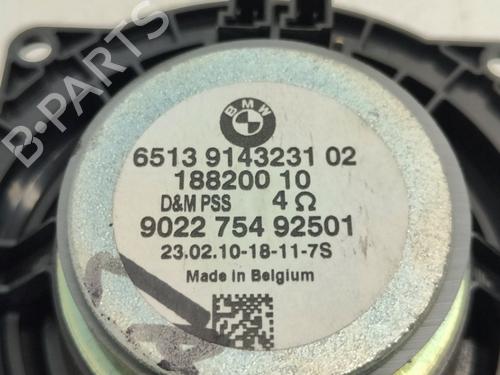 BMW
6513 9143231 02
188200 10
D&M PSS 4 Ω
9022 754 92501
23.02.10-18-11-7S
Made in Belgium
B-PARTS